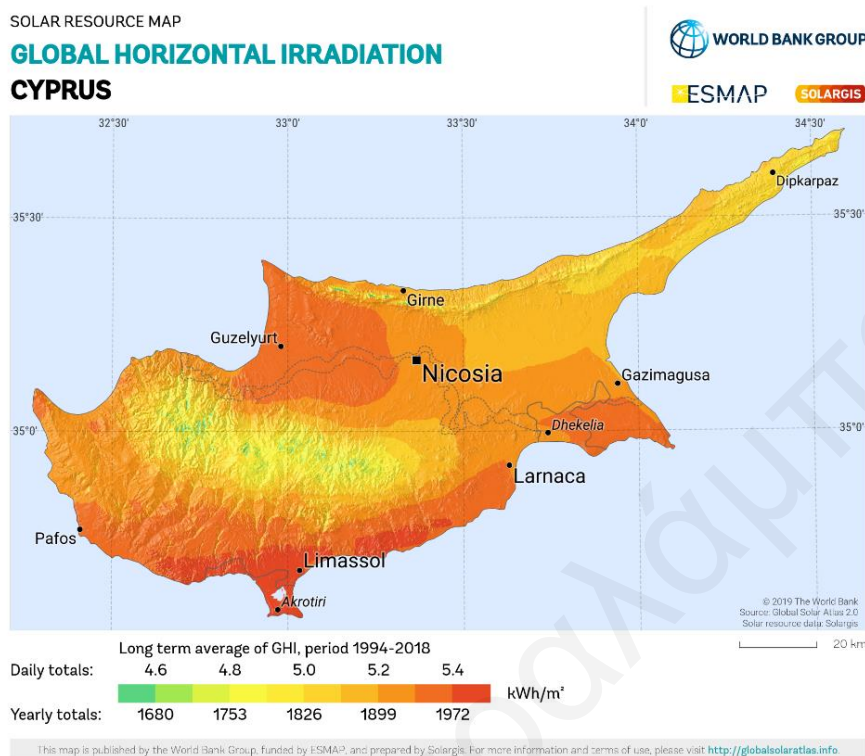 SOLAR RESOURCE MAP
GLOBAL HORIZONTAL IRRADIATION
CYPRUS
WORLD BANK GROUP
ESMAP
SOLARGIS
32°30'
33°0'
33°30'
34°0'
34°30'
Dipkarpaz
35°30'
35°30'
Girne
Guzelyurt
Nicosia
Gazimagusa
35°0'
Dhekelia
35°0'
Larnaca
Pafos
Limassol
Akrotiri
© 2019 The World Bank
Source: Global Solar Atlas 2.0
Solar resource data: Solargis
20 km
Long term average of GHI, period 1994-2018
Daily totals: 4.6 4.8 5.0 5.2 5.4
kWh/m²
Yearly totals: 1680 1753 1826 1899 1972
This map is published by the World Bank Group, funded by ESMAP, and prepared by Solargis. For more information and terms of use, please visit http://globalsolaratlas.info.